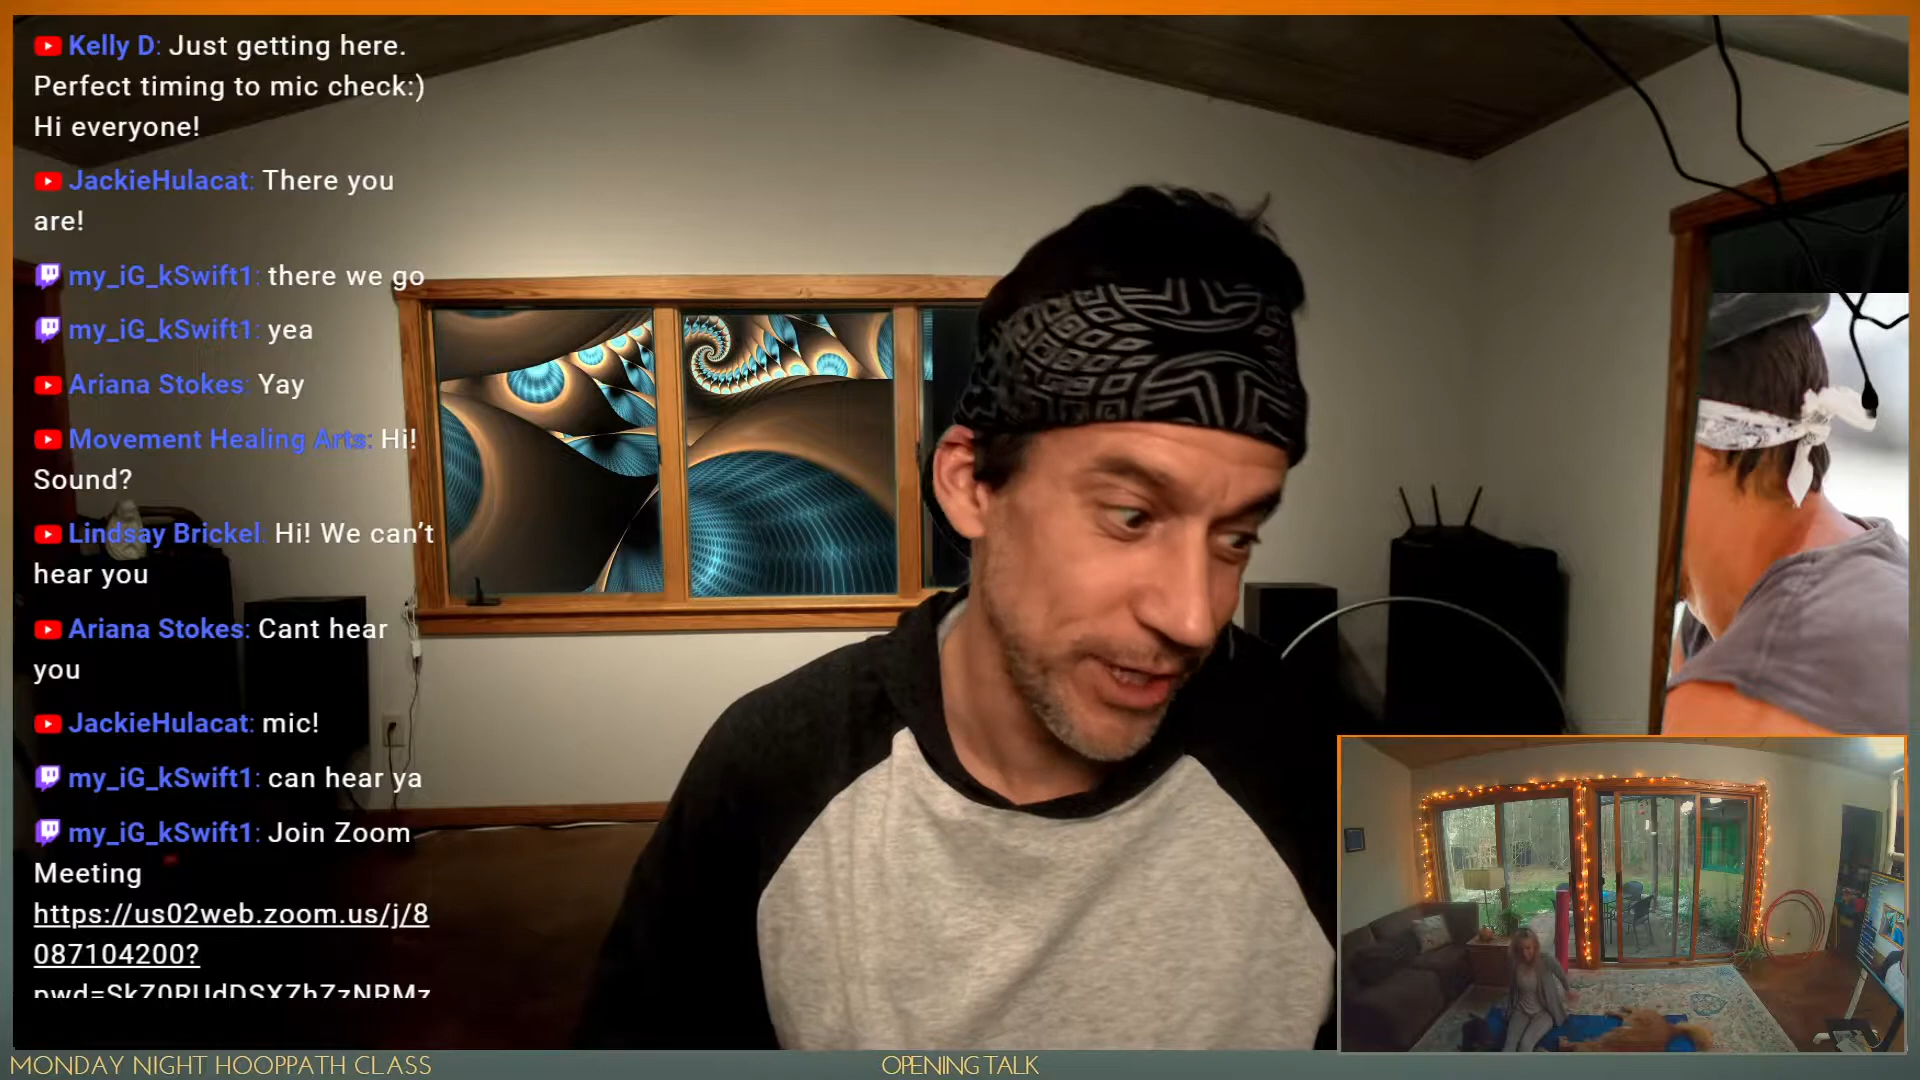 Kelly D: Just getting here.
Perfect timing to mic check:)
Hi everyone!
JackieHulacat: There you
are!
my_iG_kSwift1: there we go
my_iG_kSwift1: yea
Ariana Stokes: Yay
Movement Healing Arts: Hi!
Sound?
Lindsay Brickel: Hi! We can’t
hear you
Ariana Stokes: Cant hear
you
JackieHulacat: mic!
my_iG_kSwift1: can hear ya
my_iG_kSwift1: Join Zoom
Meeting
https://us02web.zoom.us/j/8
087104200?
MONDAY NIGHT HOOPPATH CLASS
OPENING TALK